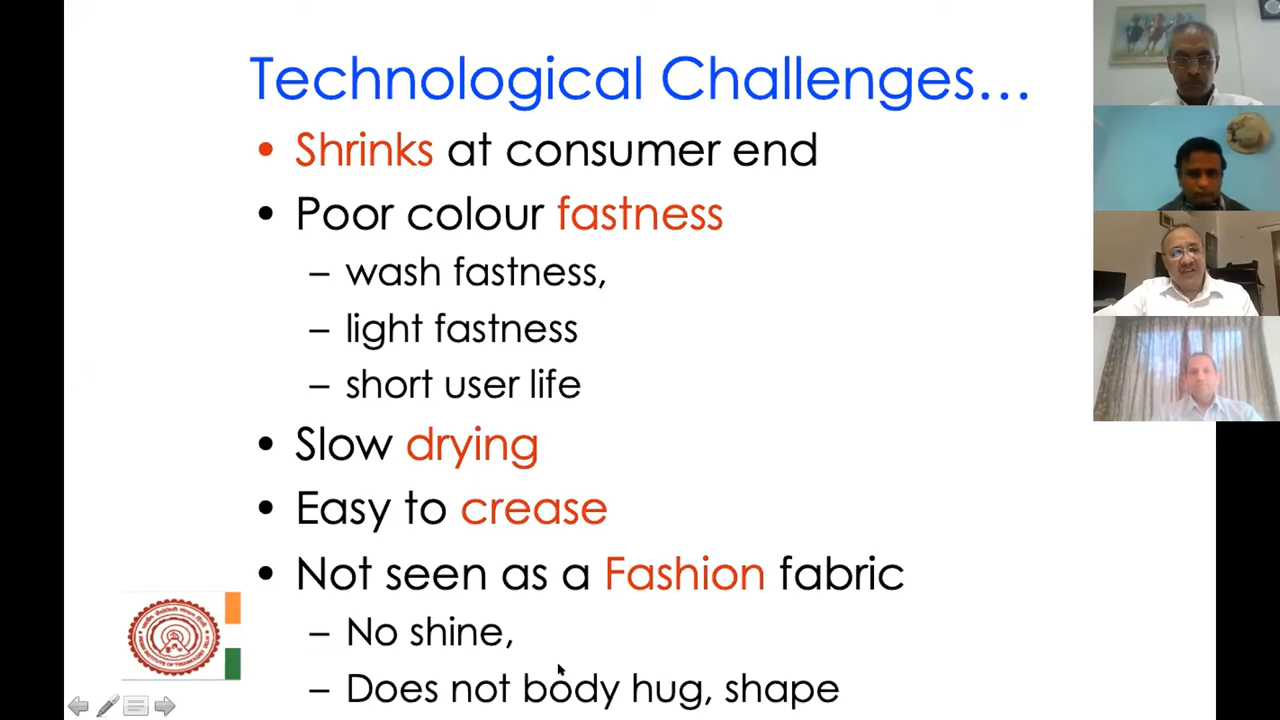 Technological Challenges…
• Shrinks at consumer end
• Poor colour fastness
– wash fastness,
– light fastness
– short user life
• Slow drying
• Easy to crease
• Not seen as a Fashion fabric
– No shine,
– Does not body hug, shape